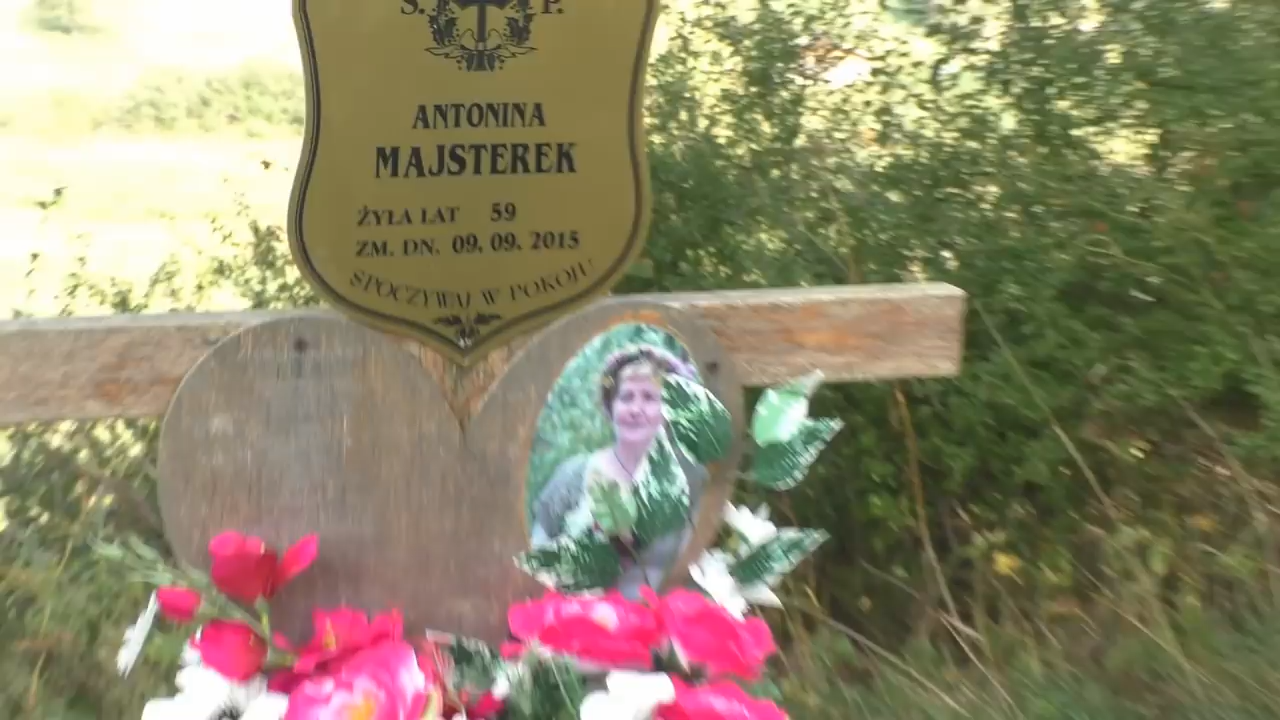 Ś. P.
ANTONINA
MAJSTEREK
ŻYŁA LAT 59
ZM. DN. 09. 09. 2015
SPOCZYWAJ W POKOJU